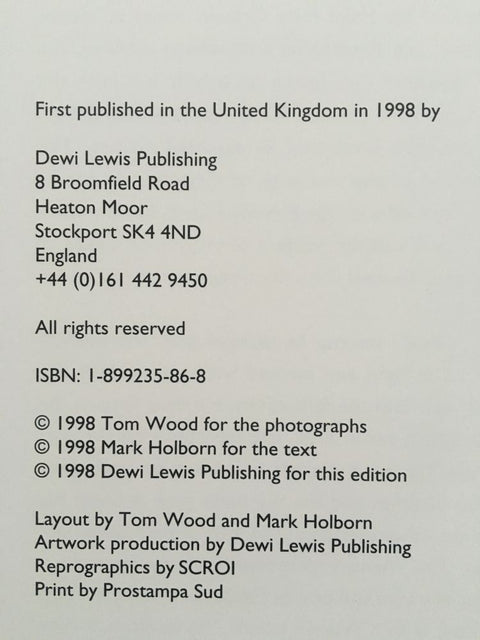 First published in the United Kingdom in 1998 by
Dewi Lewis Publishing
8 Broomfield Road
Heaton Moor
Stockport SK4 4ND
England
+44 (0)161 442 9450
All rights reserved
ISBN: 1-899235-86-8
© 1998 Tom Wood for the photographs
© 1998 Mark Holborn for the text
© 1998 Dewi Lewis Publishing for this edition
Layout by Tom Wood and Mark Holborn
Artwork production by Dewi Lewis Publishing
Reprographics by SCROI
Print by Prostampa Sud